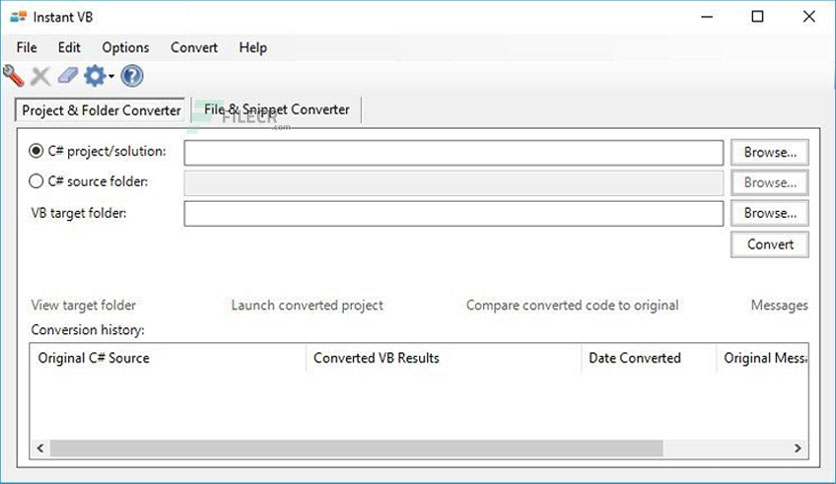 Instant VB
File Edit Options Convert Help
Project & Folder Converter File & Snippet Converter
FILECR
.com
C# project/solution: Browse...
C# source folder: Browse...
VB target folder: Browse...
Convert
View target folder Launch converted project Compare converted code to original Messages
Conversion history:
Original C# Source Converted VB Results Date Converted Original Messa